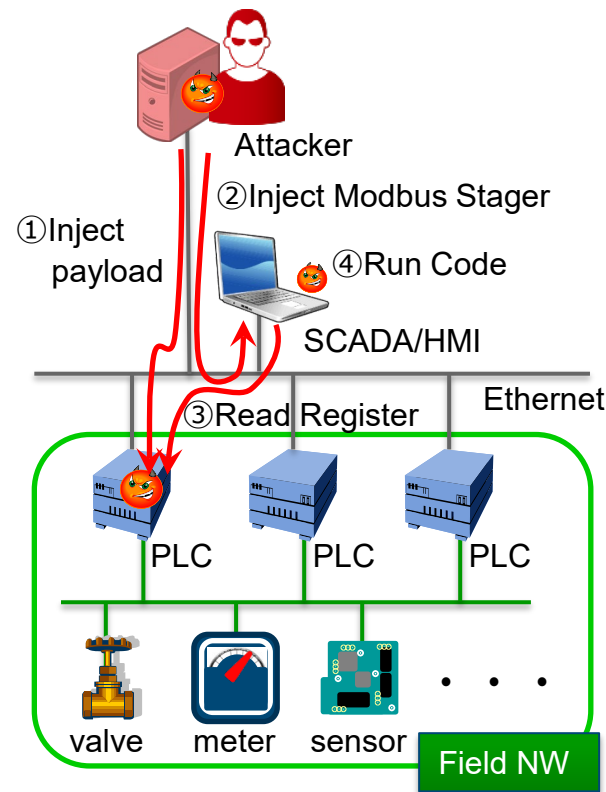 Attacker
②Inject Modbus Stager
①Inject
payload
④Run Code
SCADA/HMI
Ethernet
③Read Register
PLC
PLC
PLC
valve
meter
sensor
• • •
Field NW